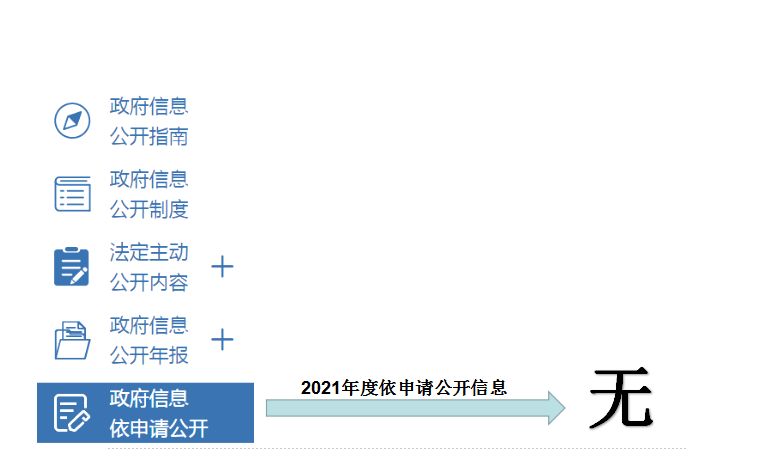 政府信息
公开指南
政府信息
公开制度
法定主动
公开内容
政府信息
公开年报
政府信息
依申请公开
2021年度依申请公开信息
无